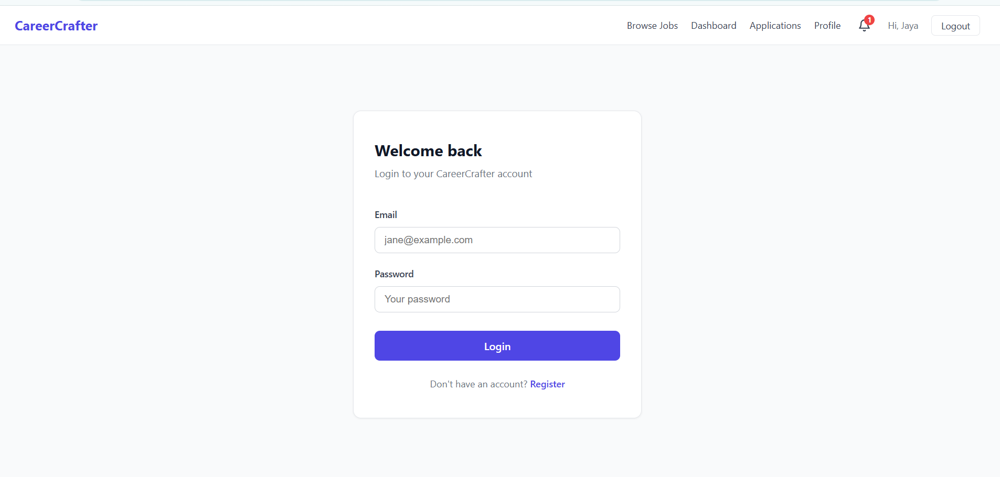 CareerCrafter
Browse Jobs Dashboard Applications Profile 1 Hi, Jaya Logout
Welcome back
Login to your CareerCrafter account
Email
jane@example.com
Password
Your password
Login
Don't have an account? Register